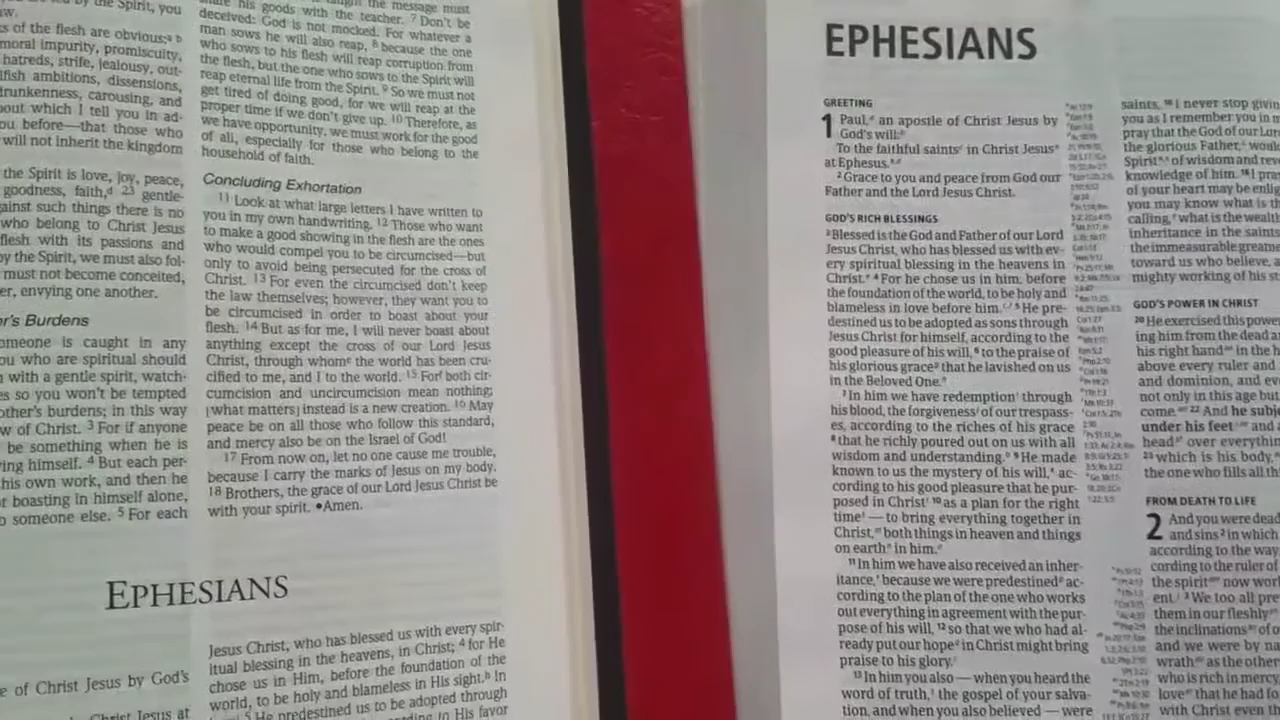 by the Spirit, you
of the flesh are obvious;
moral impurity, promiscuity,
hatreds, strife, jealousy, out-
ambitions, dissensions,
drunkenness, carousing, and
about which I tell you in ad-
you before—that those who
will not inherit the kingdom
the Spirit is love, joy, peace,
goodness, faith,ᵈ 23 gentle-
against such things there is no
who belong to Christ Jesus
flesh with its passions and
by the Spirit, we must also fol-
must not become conceited,
envying one another.
Burdens
someone is caught in any
you who are spiritual should
with a gentle spirit, watch-
so you won't be tempted
other's burdens; in this way
law of Christ. 3 For if anyone
be something when he is
himself. 4 But each per-
his own work, and then he
boasting in himself alone,
someone else. 5 For each
taught the message must
share his goods with the teacher. 7 Don't be
deceived: God is not mocked. For whatever a
man sows he will also reap, 8 because the one
who sows to his flesh will reap corruption from
the flesh, but the one who sows to the Spirit will
reap eternal life from the Spirit. 9 So we must not
get tired of doing good, for we will reap at the
proper time if we don't give up. 10 Therefore, as
we have opportunity, we must work for the good
of all, especially for those who belong to the
household of faith.
Concluding Exhortation
11 Look at what large letters I have written to
you in my own handwriting. 12 Those who want
to make a good showing in the flesh are the ones
who would compel you to be circumcised—but
only to avoid being persecuted for the cross of
Christ. 13 For even the circumcised don't keep
the law themselves; however, they want you to
be circumcised in order to boast about your
flesh. 14 But as for me, I will never boast about
anything except the cross of our Lord Jesus
Christ, through whomᵉ the world has been cru-
cified to me, and I to the world. 15 Forᶠ both cir-
cumcision and uncircumcision mean nothing;
[what matters] instead is a new creation. 16 May
peace be on all those who follow this standard,
and mercy also be on the Israel of God!
17 From now on, let no one cause me trouble,
because I carry the marks of Jesus on my body.
18 Brothers, the grace of our Lord Jesus Christ be
with your spirit. •Amen.
EPHESIANS
of Christ Jesus by God's
Christ Jesus at
Jesus Christ, who has blessed us with every spir-
itual blessing in the heavens, in Christ; 4 for He
chose us in Him, before the foundation of the
world, to be holy and blameless in His sight.ᵇ In
5 He predestined us to be adopted through
in His favor
EPHESIANS
GREETING
1 Paul, an apostle of Christ Jesus by
God's will:
To the faithful saints in Christ Jesus
at Ephesus.
2 Grace to you and peace from God our
Father and the Lord Jesus Christ.
GOD'S RICH BLESSINGS
3 Blessed is the God and Father of our Lord
Jesus Christ, who has blessed us with ev-
ery spiritual blessing in the heavens in
Christ. 4 For he chose us in him, before
the foundation of the world, to be holy and
blameless in love before him. 5 He pre-
destined us to be adopted as sons through
Jesus Christ for himself, according to the
good pleasure of his will, 6 to the praise of
his glorious grace that he lavished on us
in the Beloved One.
7 In him we have redemption through
his blood, the forgiveness of our trespass-
es, according to the riches of his grace
8 that he richly poured out on us with all
wisdom and understanding. 9 He made
known to us the mystery of his will, ac-
cording to his good pleasure that he pur-
posed in Christ 10 as a plan for the right
time — to bring everything together in
Christ, both things in heaven and things
on earth in him.
11 In him we have also received an inher-
itance, because we were predestined ac-
cording to the plan of the one who works
out everything in agreement with the pur-
pose of his will, 12 so that we who had al-
ready put our hope in Christ might bring
praise to his glory.
13 In him you also — when you heard the
word of truth, the gospel of your salva-
tion, and when you also believed — were
saints, 16 I never stop
you as I remember you in
pray that the God of our
the glorious Father,
Spirit of wisdom and
knowledge of him. 18 I
of your heart may be
you may know what is
calling, what is the
inheritance in the saints
the immeasurable
toward us who believe,
mighty working of his
GOD'S POWER IN CHRIST
20 He exercised this
ing him from the dead
his right hand in the
above every ruler and
and dominion, and
not only in this age but
come. 22 And he
under his feet and
head over
23 which is his body,
the one who fills all
FROM DEATH TO LIFE
2 And you were dead
and sins 2 in which
according to the
cording to the ruler of
the spirit now
ent. 3 We too all
them in our fleshly
the inclinations
and we were by
wrath as the
who is rich in mercy,
love that he had
with Christ even